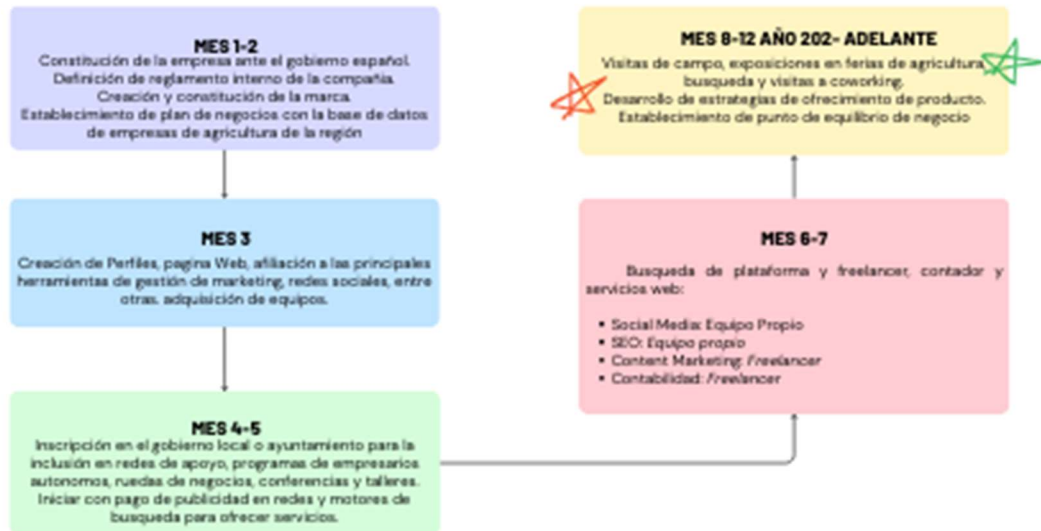 MES 1-2
Constitución de la empresa ante el gobierno español.
Definición de reglamento interno de la compañia.
Creación y constitución de la marca.
Establecimiento de plan de negocios con la base de datos
de empresas de agricultura de la región
MES 3
Creación de Perfiles, pagina Web, afiliación a las principales
herramientas de gestión de marketing, redes sociales, entre
otras. adquisición de equipos.
MES 4-5
Inscripción en el gobierno local o ayuntamiento para la
inclusión en redes de apoyo, programas de empresarios
autonomos, ruedas de negocios, conferencias y talleres.
Iniciar con pago de publicidad en redes y motores de
busqueda para ofrecer servicios.
MES 6-7
Busqueda de plataforma y freelancer, contador y
servicios web:
▪ Social Media: Equipo Propio
▪ SEO: Equipo propio
▪ Content Marketing: Freelancer
▪ Contabilidad: Freelancer
MES 8-12 AÑO 202- ADELANTE
Visitas de campo, exposiciones en ferias de agricultura,
busqueda y visitas a coworking.
Desarrollo de estrategias de ofrecimiento de producto.
Establecimiento de punto de equilibrio de negocio